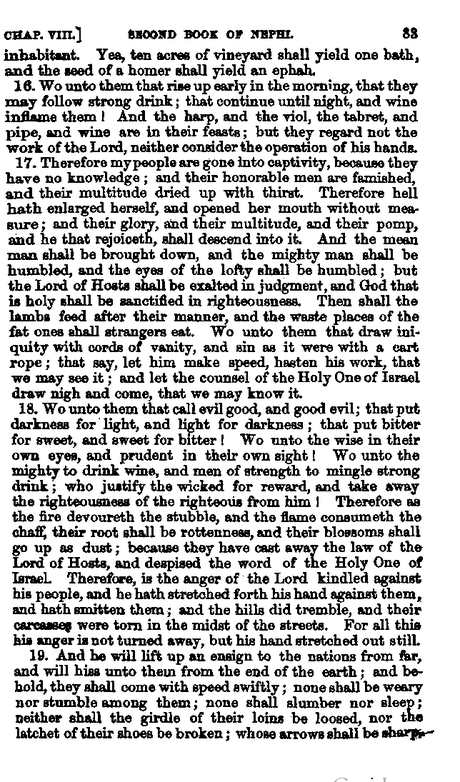 CHAP. VIII.] SECOND BOOK OF NEPHI. 83
inhabitant. Yea, ten acres of vineyard shall yield one bath,
and the seed of a homer shall yield an ephah.
16. Wo unto them that rise up early in the morning, that they
may follow strong drink; that continue until night, and wine
inflame them! And the harp, and the viol, the tabret, and
pipe, and wine are in their feasts; but they regard not the
work of the Lord, neither consider the operation of his hands.
17. Therefore my people are gone into captivity, because they
have no knowledge; and their honorable men are famished,
and their multitude dried up with thirst. Therefore hell
hath enlarged herself, and opened her mouth without mea-
sure; and their glory, and their multitude, and their pomp,
and he that rejoiceth, shall descend into it. And the mean
man shall be brought down, and the mighty man shall be
humbled, and the eyes of the lofty shall be humbled; but
the Lord of Hosts shall be exalted in judgment, and God that
is holy shall be sanctified in righteousness. Then shall the
lambs feed after their manner, and the waste places of the
fat ones shall strangers eat. Wo unto them that draw ini-
quity with cords of vanity, and sin as it were with a cart
rope; that say, let him make speed, hasten his work, that
we may see it; and let the counsel of the Holy One of Israel
draw nigh and come, that we may know it.
18. Wo unto them that call evil good, and good evil; that put
darkness for light, and light for darkness; that put bitter
for sweet, and sweet for bitter! Wo unto the wise in their
own eyes, and prudent in their own sight! Wo unto the
mighty to drink wine, and men of strength to mingle strong
drink; who justify the wicked for reward, and take away
the righteousness of the righteous from him! Therefore as
the fire devoureth the stubble, and the flame consumeth the
chaff, their root shall be rottenness, and their blossoms shall
go up as dust; because they have cast away the law of the
Lord of Hosts, and despised the word of the Holy One of
Israel. Therefore, is the anger of the Lord kindled against
his people, and he hath stretched forth his hand against them,
and hath smitten them; and the hills did tremble, and their
carcasses were torn in the midst of the streets. For all this
his anger is not turned away, but his hand stretched out still.
19. And he will lift up an ensign to the nations from far,
and will hiss unto them from the end of the earth; and be-
hold, they shall come with speed swiftly; none shall be weary
nor stumble among them; none shall slumber nor sleep;
neither shall the girdle of their loins be loosed, nor the
latchet of their shoes be broken; whose arrows shall be sharp,